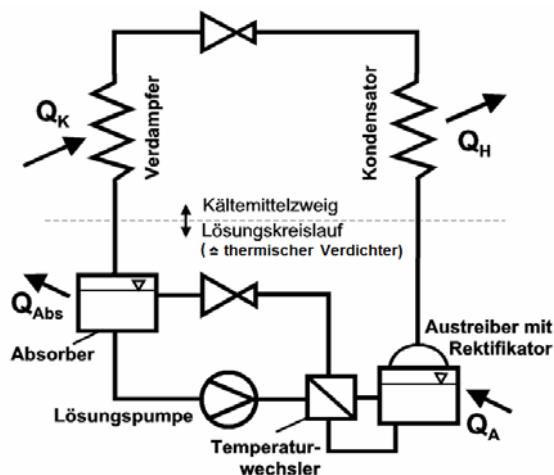 Q_K
Verdampfer
Kondensator
Q_H
Kältemittelzweig
Lösungskreislauf
(≙ thermischer Verdichter)
Q_Abs
Absorber
Austreiber mit
Rektifikator
Lösungspumpe
Q_A
Temperatur-
wechsler